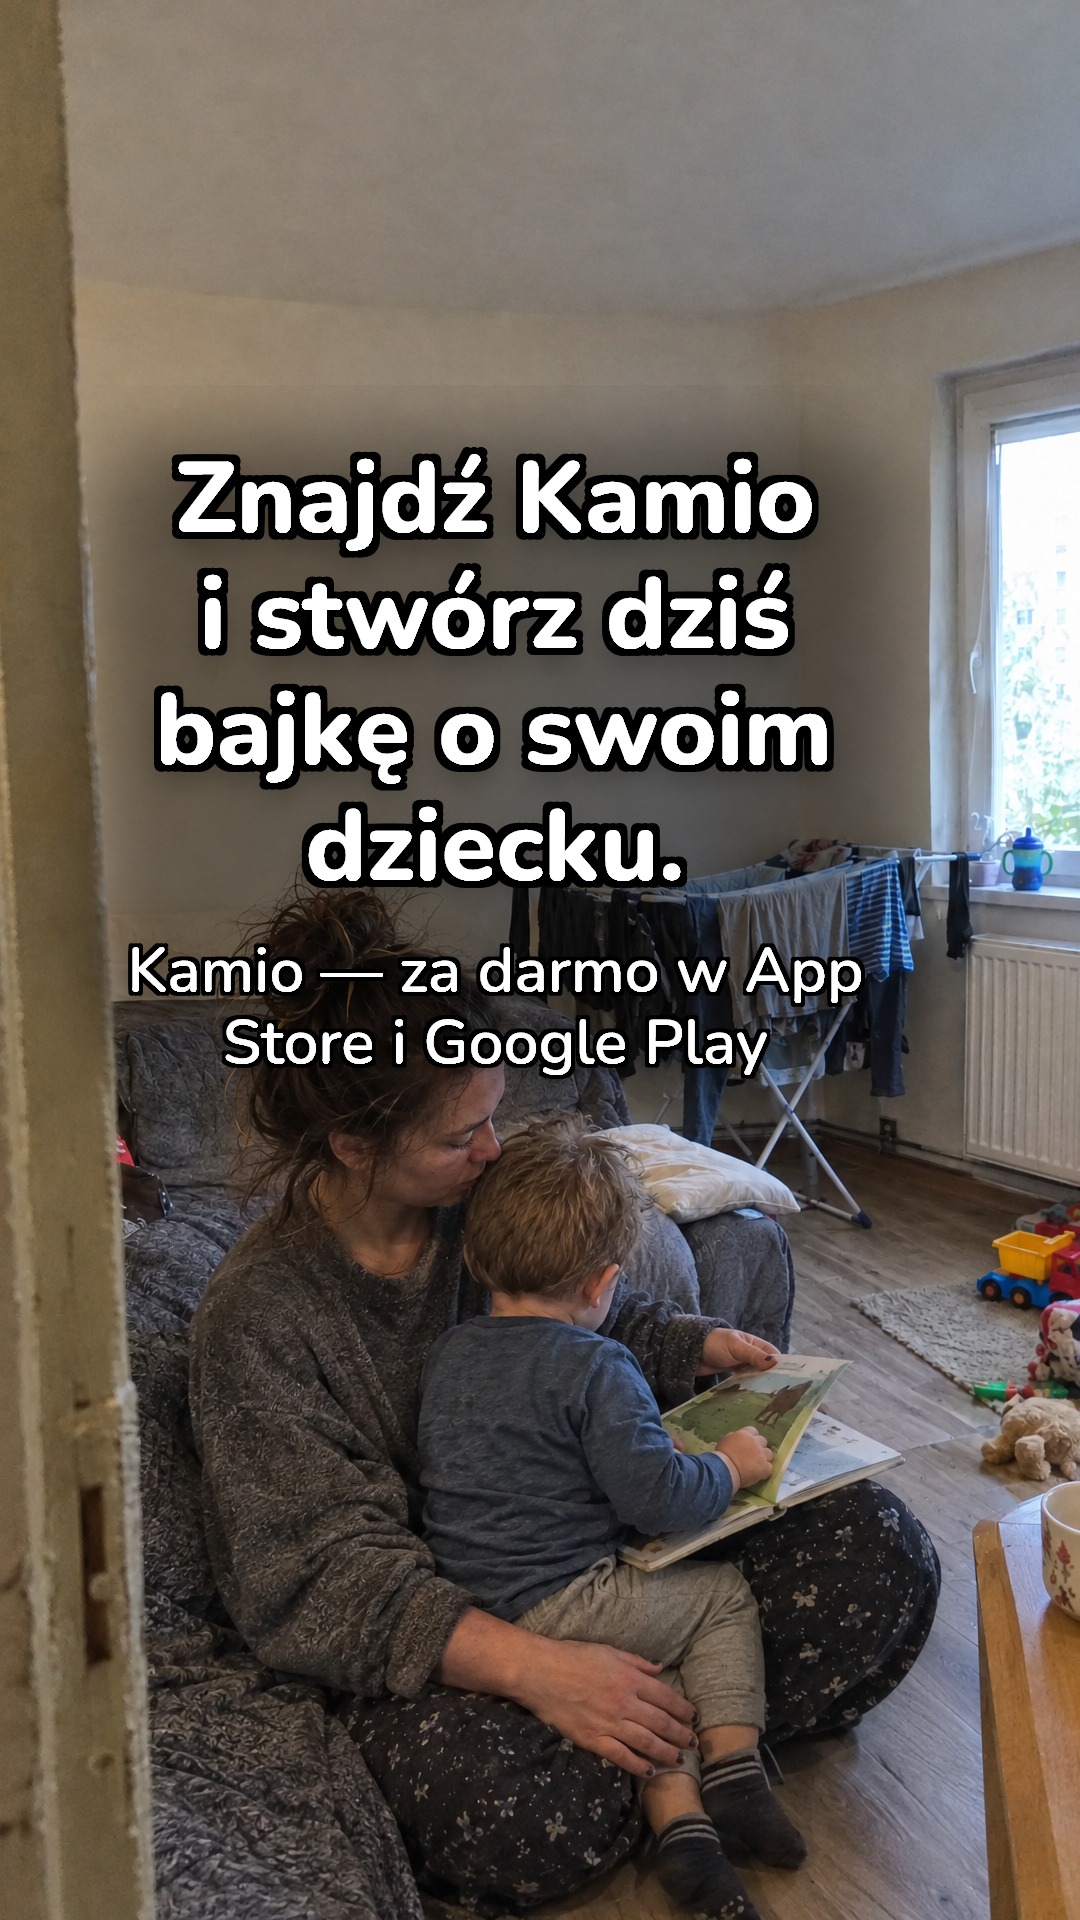 Znajdź Kamio
i stwórz dziś
bajkę o swoim
dziecku.
Kamio — za darmo w App
Store i Google Play